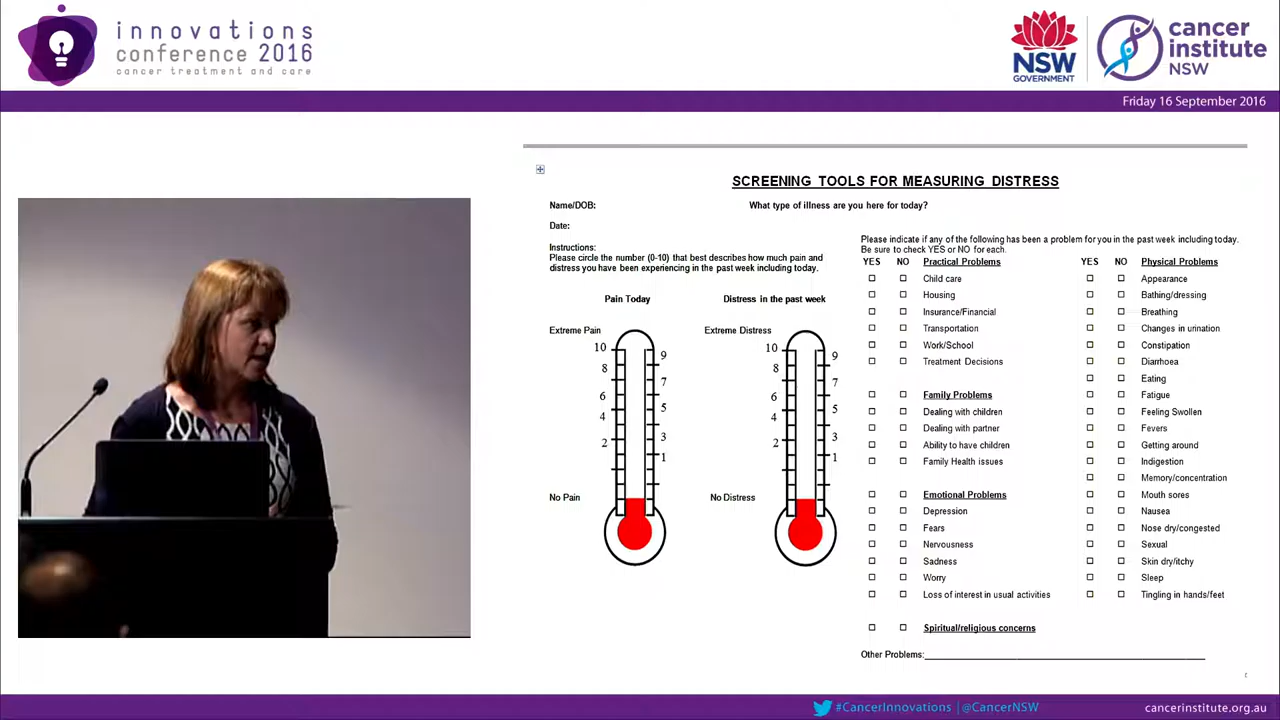 innovations
conference 2016
cancer treatment and care
NSW
GOVERNMENT
cancer
institute
NSW
Friday 16 September 2016
SCREENING TOOLS FOR MEASURING DISTRESS
Name/DOB:
What type of illness are you here for today?
Date:
Instructions:
Please circle the number (0-10) that best describes how much pain and
distress you have been experiencing in the past week including today.
Pain Today
Distress in the past week
Extreme Pain
10
9
8
7
6
5
4
3
2
1
No Pain
Extreme Distress
10
9
8
7
6
5
4
3
2
1
No Distress
Please indicate if any of the following has been a problem for you in the past week including today.
Be sure to check YES or NO for each.
YES NO Practical Problems
Child care
Housing
Insurance/Financial
Transportation
Work/School
Treatment Decisions
Family Problems
Dealing with children
Dealing with partner
Ability to have children
Family Health issues
Emotional Problems
Depression
Fears
Nervousness
Sadness
Worry
Loss of interest in usual activities
Spiritual/religious concerns
YES NO Physical Problems
Appearance
Bathing/dressing
Breathing
Changes in urination
Constipation
Diarrhoea
Eating
Fatigue
Feeling Swollen
Fevers
Getting around
Indigestion
Memory/concentration
Mouth sores
Nausea
Nose dry/congested
Sexual
Skin dry/itchy
Sleep
Tingling in hands/feet
Other Problems:
#CancerInnovations | @CancerNSW
cancerinstitute.org.au